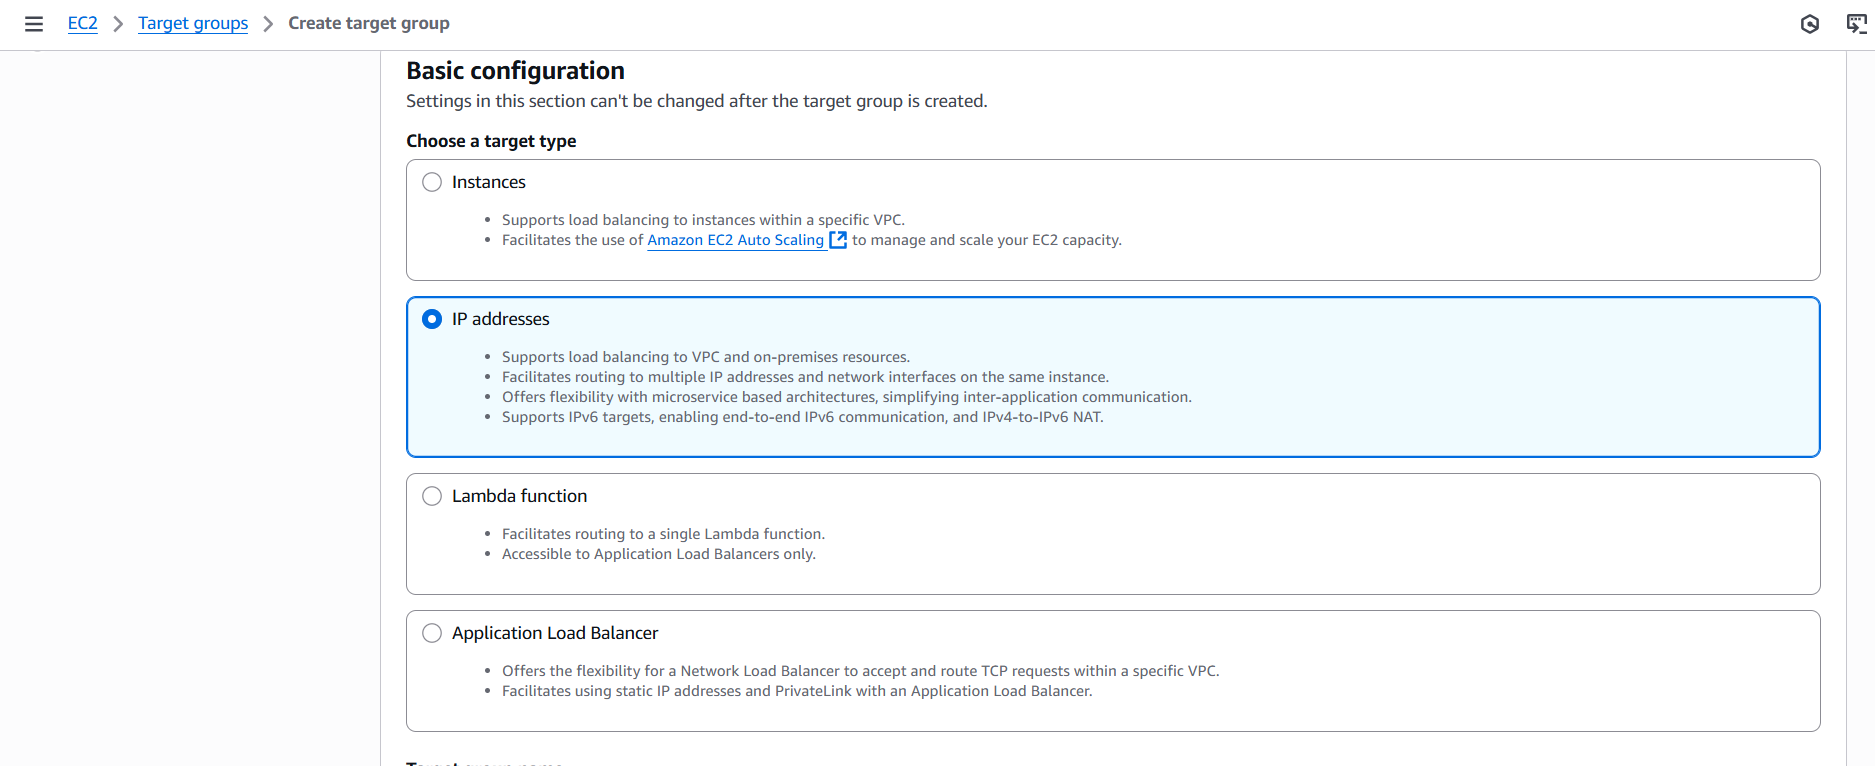 EC2 > Target groups > Create target group
Basic configuration
Settings in this section can't be changed after the target group is created.
Choose a target type
Instances
• Supports load balancing to instances within a specific VPC.
• Facilitates the use of Amazon EC2 Auto Scaling to manage and scale your EC2 capacity.
IP addresses
• Supports load balancing to VPC and on-premises resources.
• Facilitates routing to multiple IP addresses and network interfaces on the same instance.
• Offers flexibility with microservice based architectures, simplifying inter-application communication.
• Supports IPv6 targets, enabling end-to-end IPv6 communication, and IPv4-to-IPv6 NAT.
Lambda function
• Facilitates routing to a single Lambda function.
• Accessible to Application Load Balancers only.
Application Load Balancer
• Offers the flexibility for a Network Load Balancer to accept and route TCP requests within a specific VPC.
• Facilitates using static IP addresses and PrivateLink with an Application Load Balancer.
Target group name